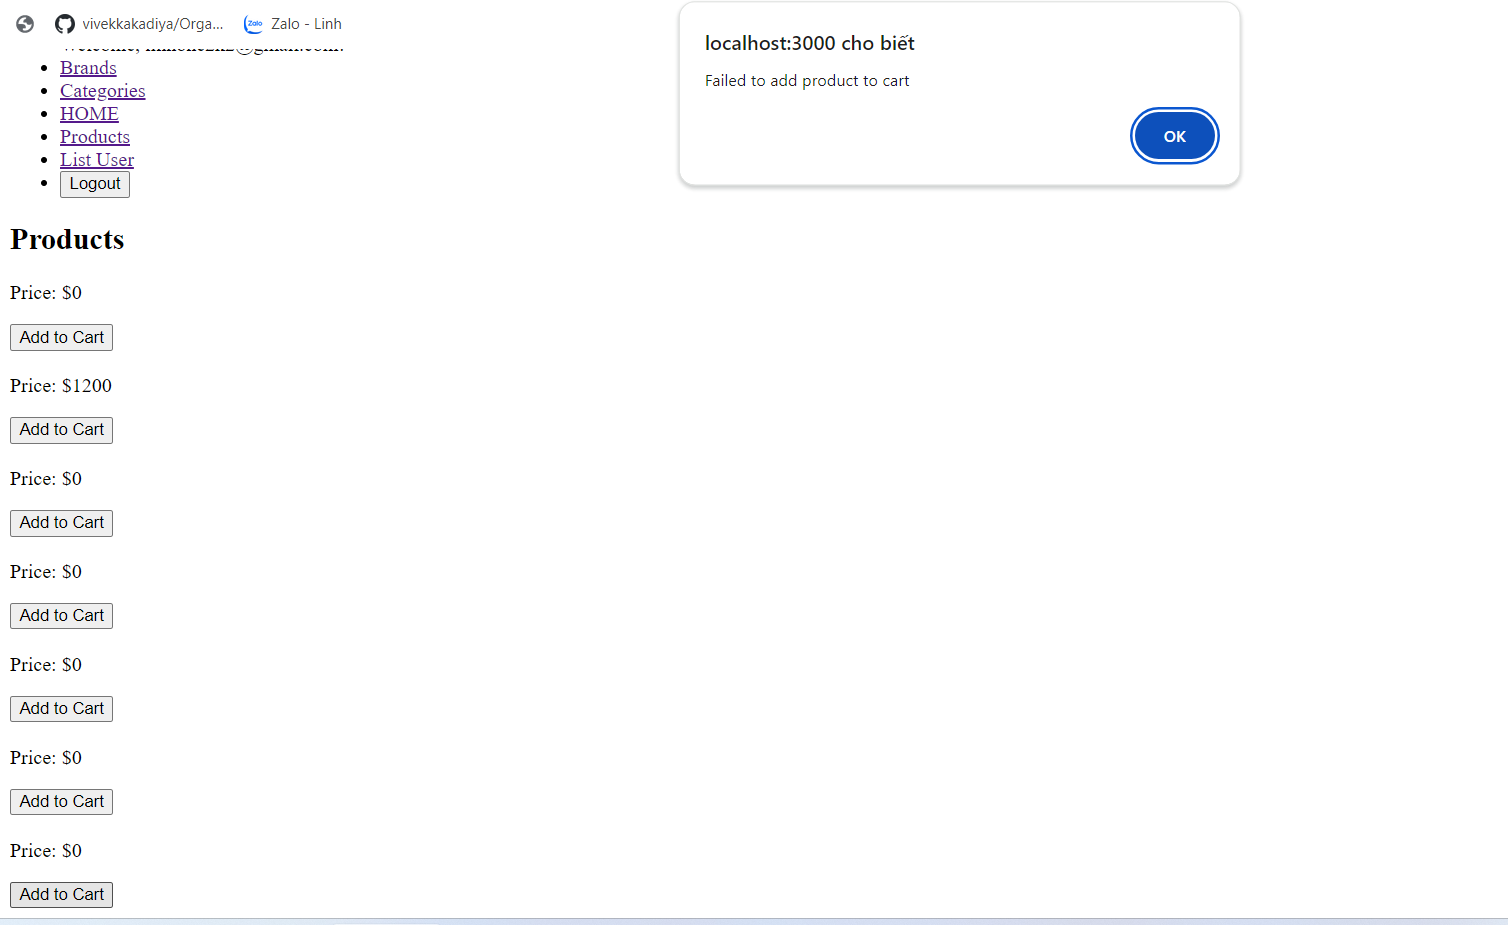 vivekkakadiya/Orga...
Zalo - Linh
localhost:3000 cho biết
Failed to add product to cart
OK
Brands
Categories
HOME
Products
List User
Logout
Products
Price: $0
Add to Cart
Price: $1200
Add to Cart
Price: $0
Add to Cart
Price: $0
Add to Cart
Price: $0
Add to Cart
Price: $0
Add to Cart
Price: $0
Add to Cart